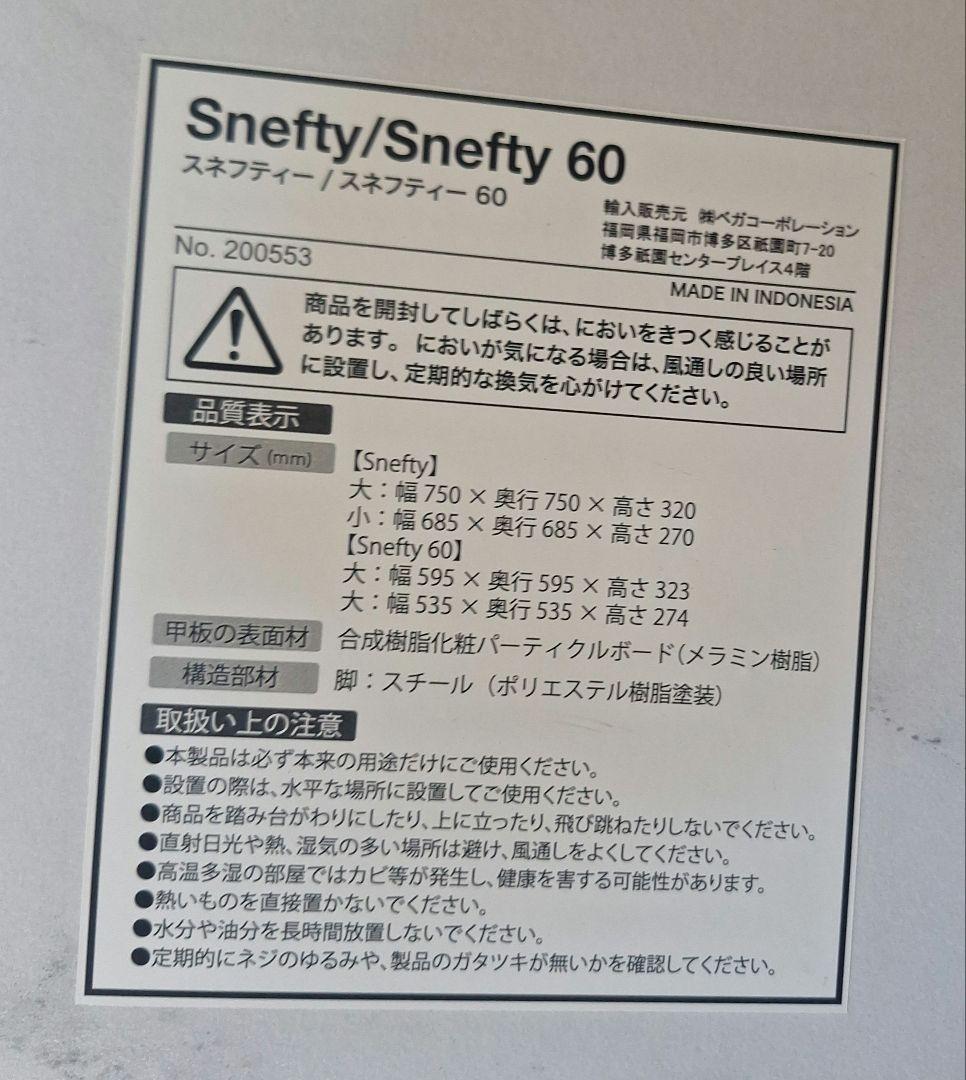 Snefty/Snefty 60
スネフティー / スネフティー 60
輸入販売元 ㈱ベガコーポレーション
福岡県福岡市博多区祇園町7-20
博多祇園センタープレイス4階
No. 200553
MADE IN INDONESIA
商品を開封してしばらくは、においをきつく感じることが
あります。においが気になる場合は、風通しの良い場所
に設置し、定期的な換気を心がけてください。
品質表示
サイズ (mm)
【Snefty】
大：幅 750 × 奥行 750 × 高さ 320
小：幅 685 × 奥行 685 × 高さ 270
【Snefty 60】
大：幅 595 × 奥行 595 × 高さ 323
大：幅 535 × 奥行 535 × 高さ 274
甲板の表面材 合成樹脂化粧パーティクルボード（メラミン樹脂）
構造部材 脚：スチール（ポリエステル樹脂塗装）
取扱い上の注意
●本製品は必ず本来の用途だけにご使用ください。
●設置の際は、水平な場所に設置してご使用ください。
●商品を踏み台がわりにしたり、上に立ったり、飛び跳ねたりしないでください。
●直射日光や熱、湿気の多い場所は避け、風通しをよくしてください。
●高温多湿の部屋ではカビ等が発生し、健康を害する可能性があります。
●熱いものを直接置かないでください。
●水分や油分を長時間放置しないでください。
●定期的にネジのゆるみや、製品のガタツキが無いかを確認してください。